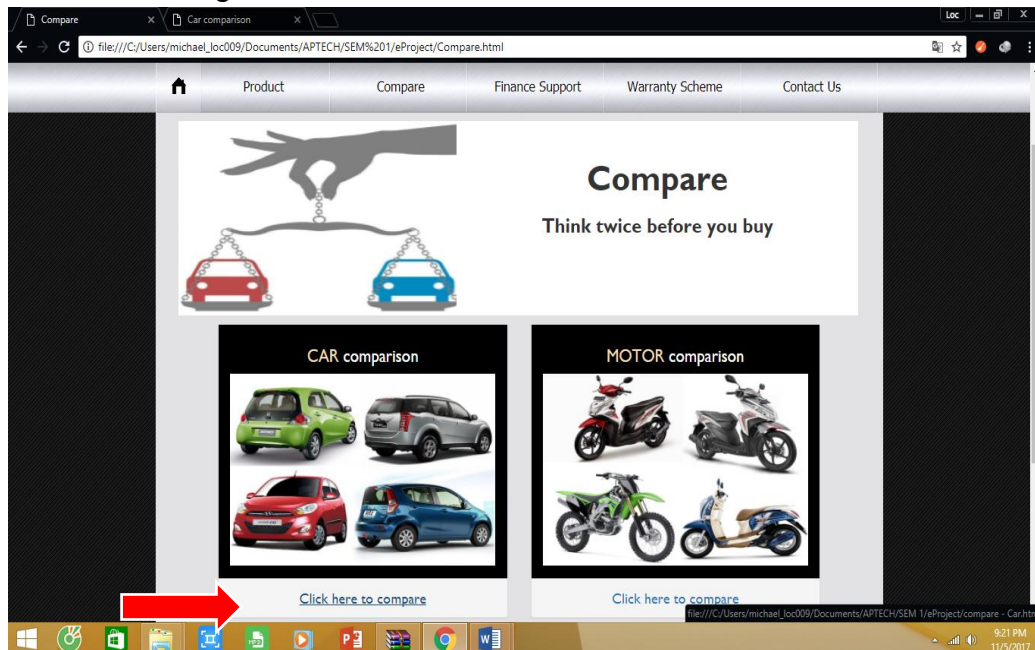 Compare
Car comparison
Loc
file:///C:/Users/michael_loc009/Documents/APTECH/SEM%201/eProject/Compare.html
Product Compare Finance Support Warranty Scheme Contact Us
Compare
Think twice before you buy
CAR comparison
MOTOR comparison
Click here to compare
Click here to compare
file:///C:/Users/michael_loc009/Documents/APTECH/SEM 1/eProject/compare - Car.htm
9:21 PM
11/5/2017